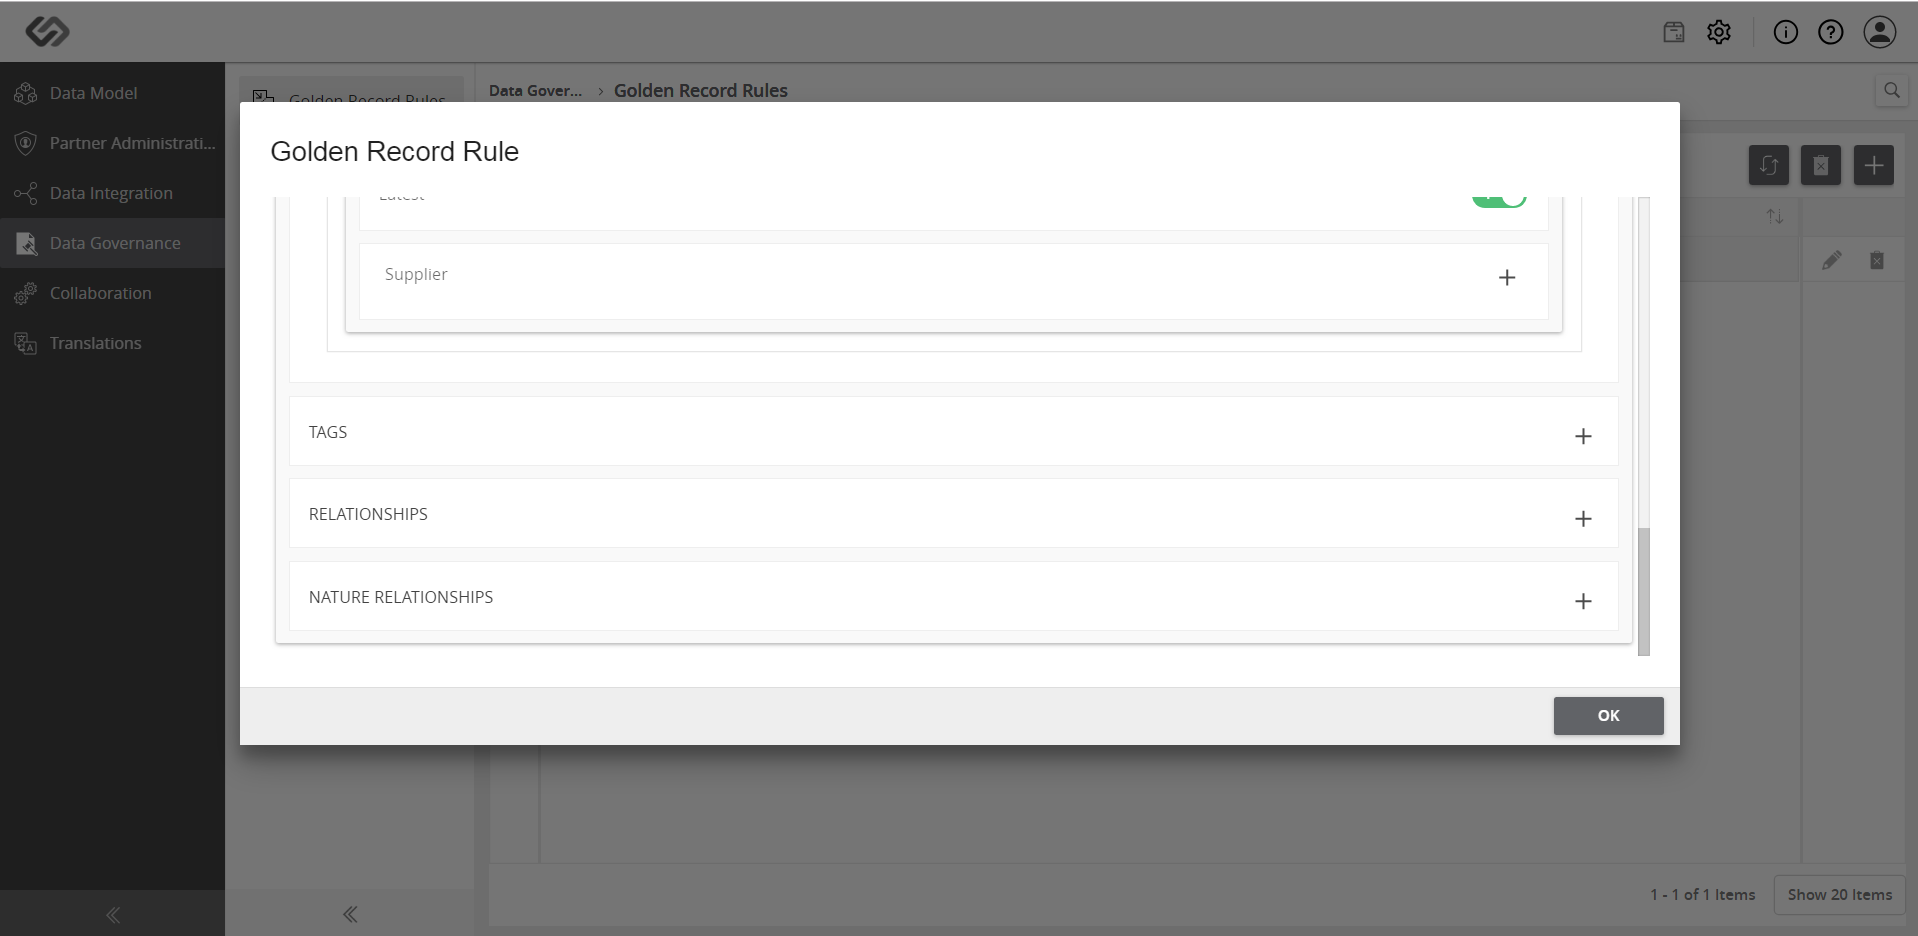 Data Model
Partner Administrati...
Data Integration
Data Governance
Collaboration
Translations
Golden Record Rules
Data Gover... › Golden Record Rules
Golden Record Rule
Latest
Supplier
TAGS
RELATIONSHIPS
NATURE RELATIONSHIPS
OK
1 - 1 of 1 Items
Show 20 Items